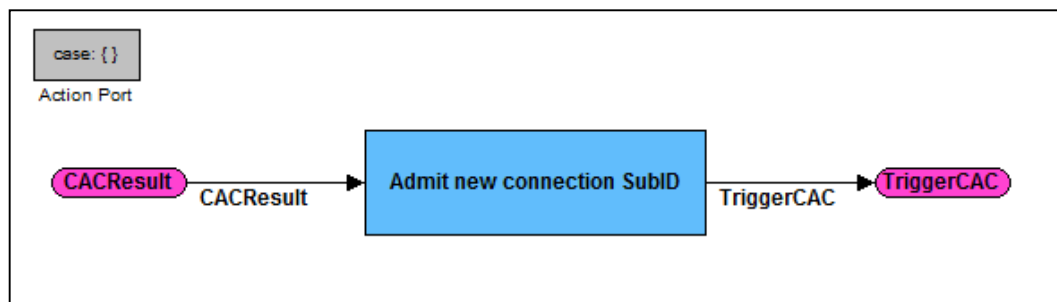 case: { }
Action Port
CACResult
CACResult
Admit new connection SubID
TriggerCAC
TriggerCAC